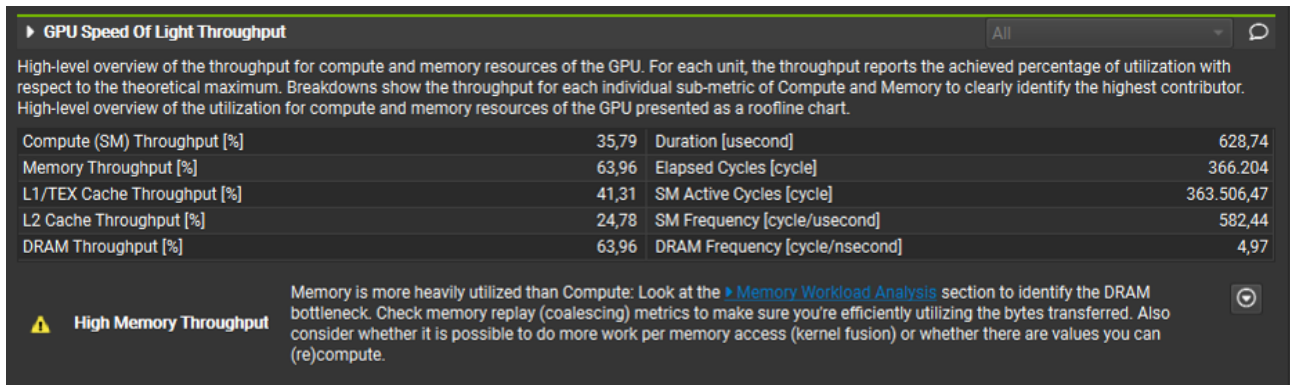 GPU Speed Of Light Throughput
All
High-level overview of the throughput for compute and memory resources of the GPU. For each unit, the throughput reports the achieved percentage of utilization with
respect to the theoretical maximum. Breakdowns show the throughput for each individual sub-metric of Compute and Memory to clearly identify the highest contributor.
High-level overview of the utilization for compute and memory resources of the GPU presented as a roofline chart.
Compute (SM) Throughput [%] 35,79 Duration [usecond] 628,74
Memory Throughput [%] 63,96 Elapsed Cycles [cycle] 366.204
L1/TEX Cache Throughput [%] 41,31 SM Active Cycles [cycle] 363.506,47
L2 Cache Throughput [%] 24,78 SM Frequency [cycle/usecond] 582,44
DRAM Throughput [%] 63,96 DRAM Frequency [cycle/nsecond] 4,97
High Memory Throughput
Memory is more heavily utilized than Compute: Look at the Memory Workload Analysis section to identify the DRAM
bottleneck. Check memory replay (coalescing) metrics to make sure you're efficiently utilizing the bytes transferred. Also
consider whether it is possible to do more work per memory access (kernel fusion) or whether there are values you can
(re)compute.